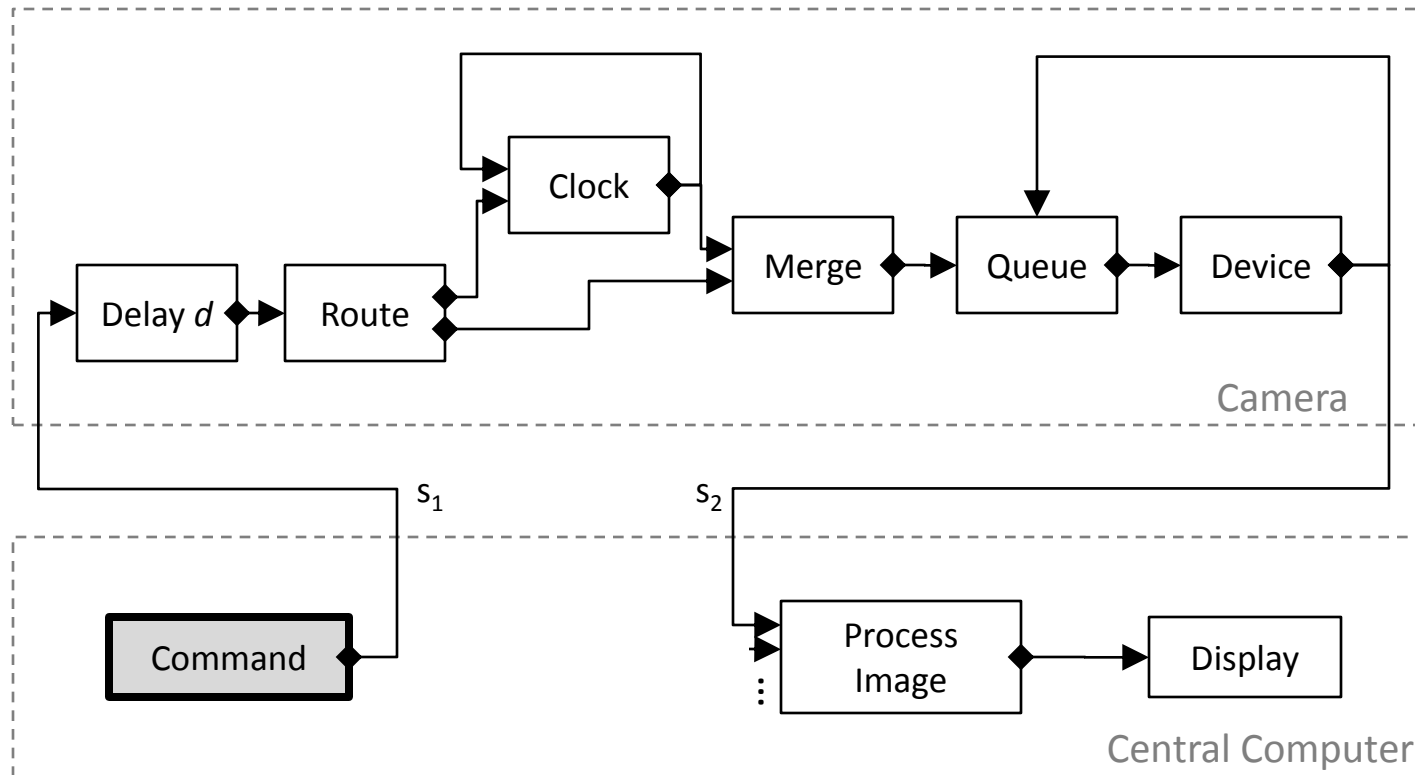 Clock
Merge
Queue
Device
Delay d
Route
Camera
s₁
s₂
Command
Process
Image
...
Display
Central Computer